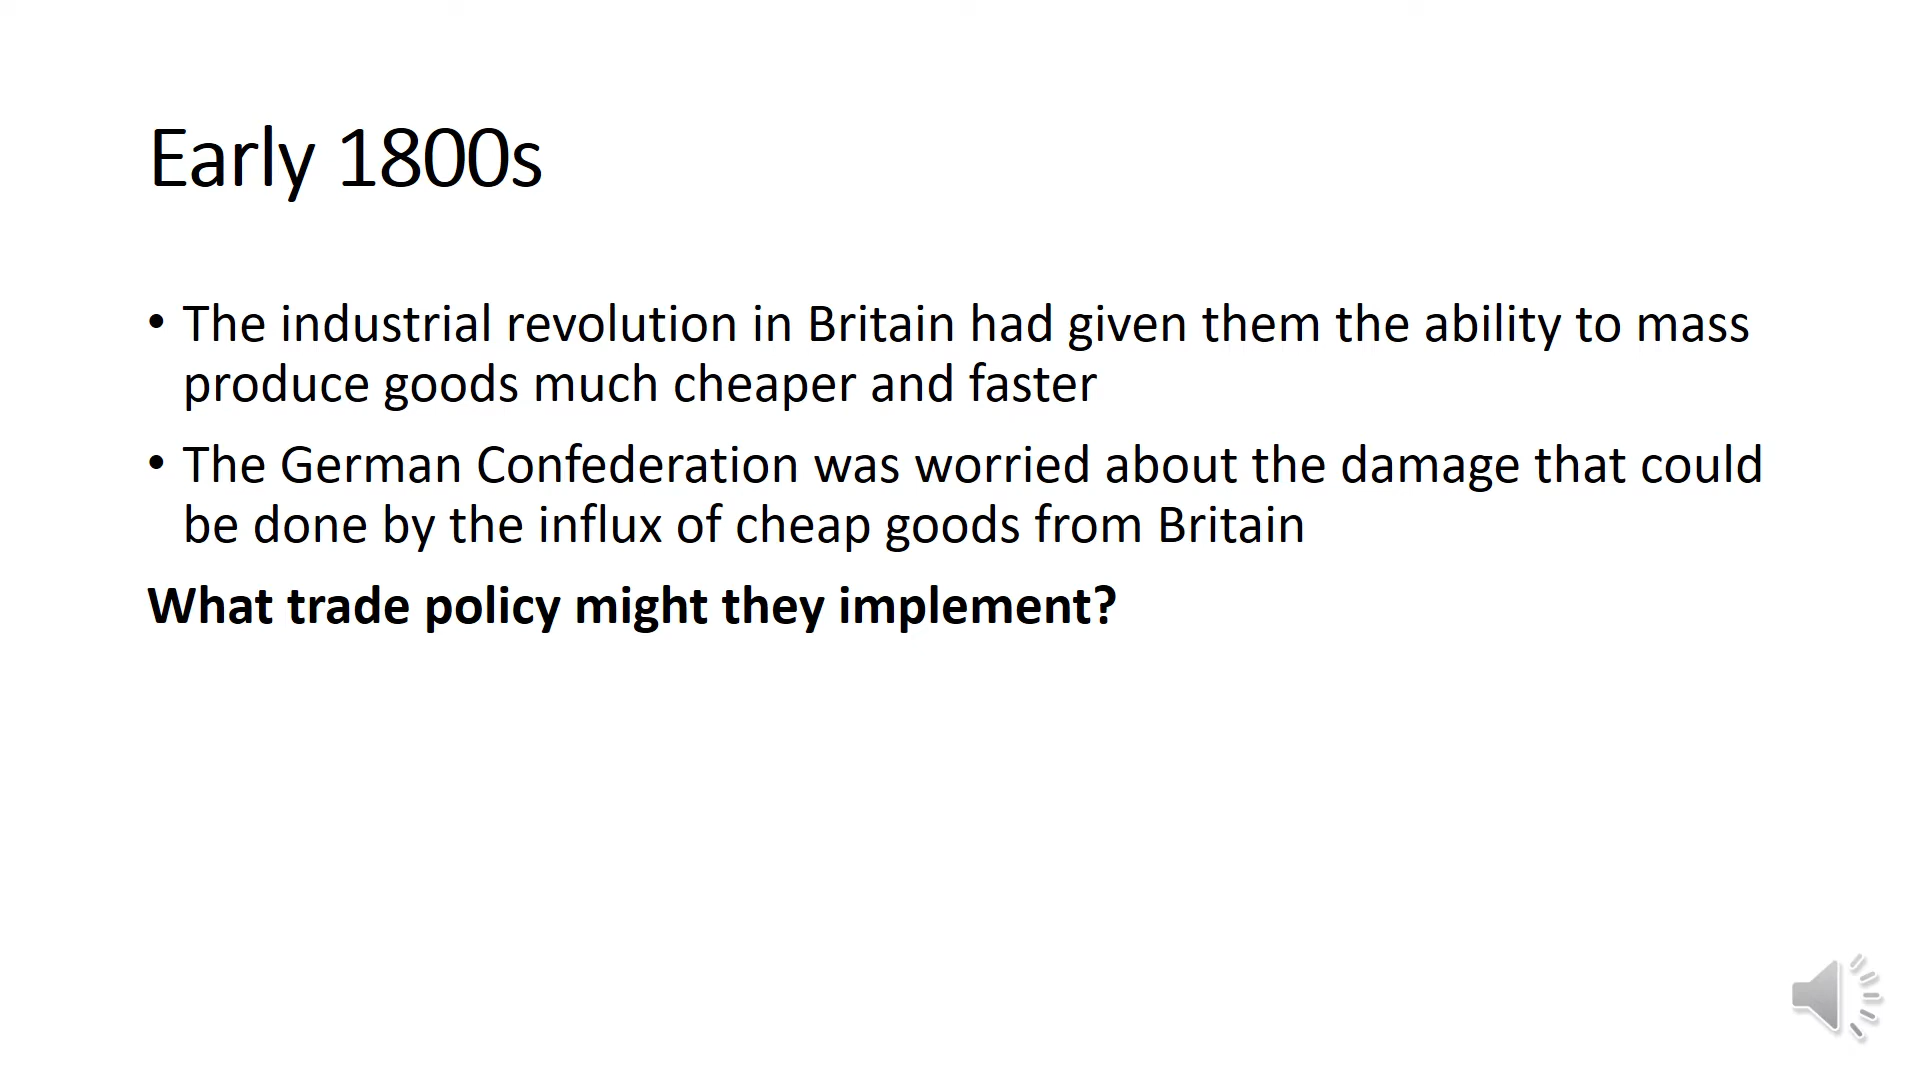 Early 1800s
• The industrial revolution in Britain had given them the ability to mass
produce goods much cheaper and faster
• The German Confederation was worried about the damage that could
be done by the influx of cheap goods from Britain
What trade policy might they implement?